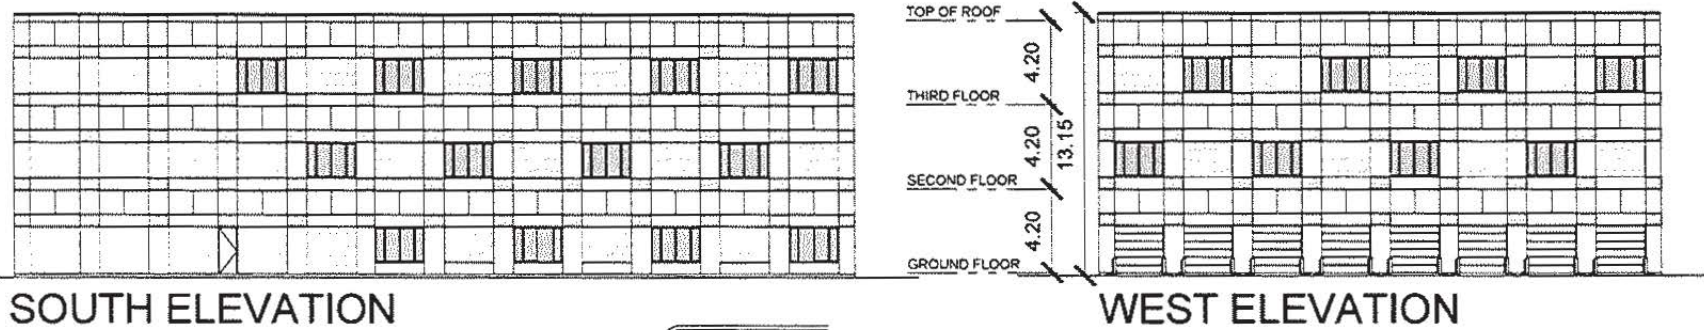 TOP OF ROOF
4.20
THIRD FLOOR
4.20
13.15
SECOND FLOOR
4.20
GROUND FLOOR
SOUTH ELEVATION
WEST ELEVATION